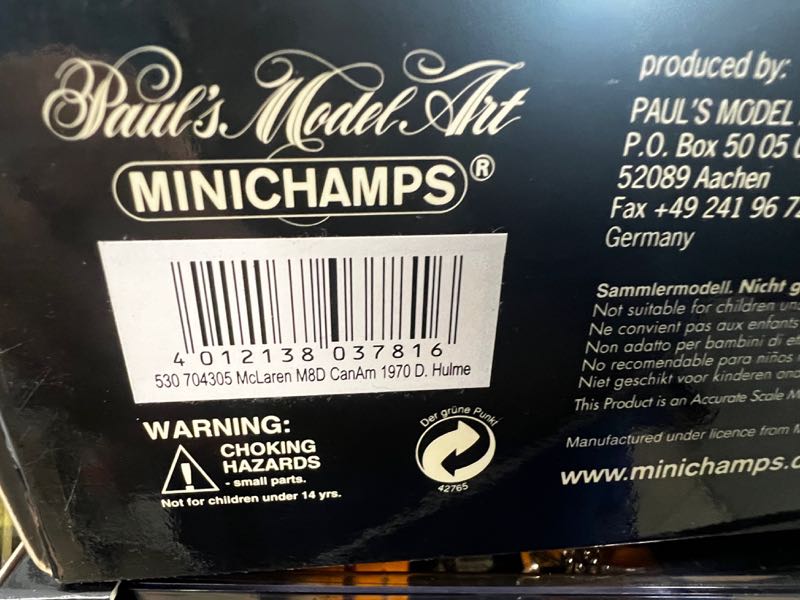 Paul's Model Art
MINICHAMPS®
4 012138 037816
530 704305 McLaren M8D CanAm 1970 D. Hulme
WARNING:
CHOKING
HAZARDS
- small parts.
Not for children under 14 yrs.
Der grüne Punkt
42765
produced by:
PAUL'S MODEL
P.O. Box 50 05
52089 Aachen
Fax +49 241 96
Germany
Sammlermodell. Nicht
Not suitable for children
Ne convient pas aux enfants
Non adatto per bambini di
No recomendable para niños
Niet geschikt voor kinderen
This Product is an Accurate Scale
Manufactured under licence from
www.minichamps.